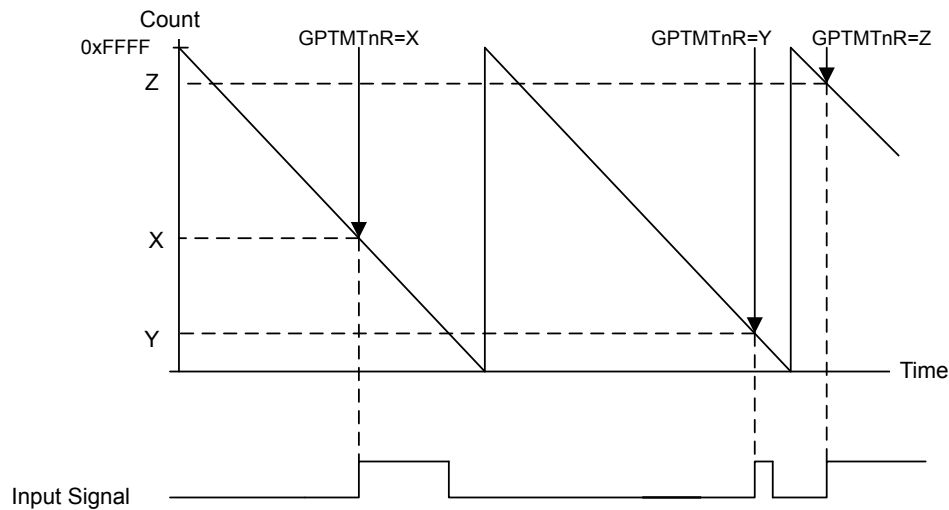 Count
0xFFFF
GPTMTnR=X
GPTMTnR=Y
GPTMTnR=Z
Z
X
Y
Time
Input Signal